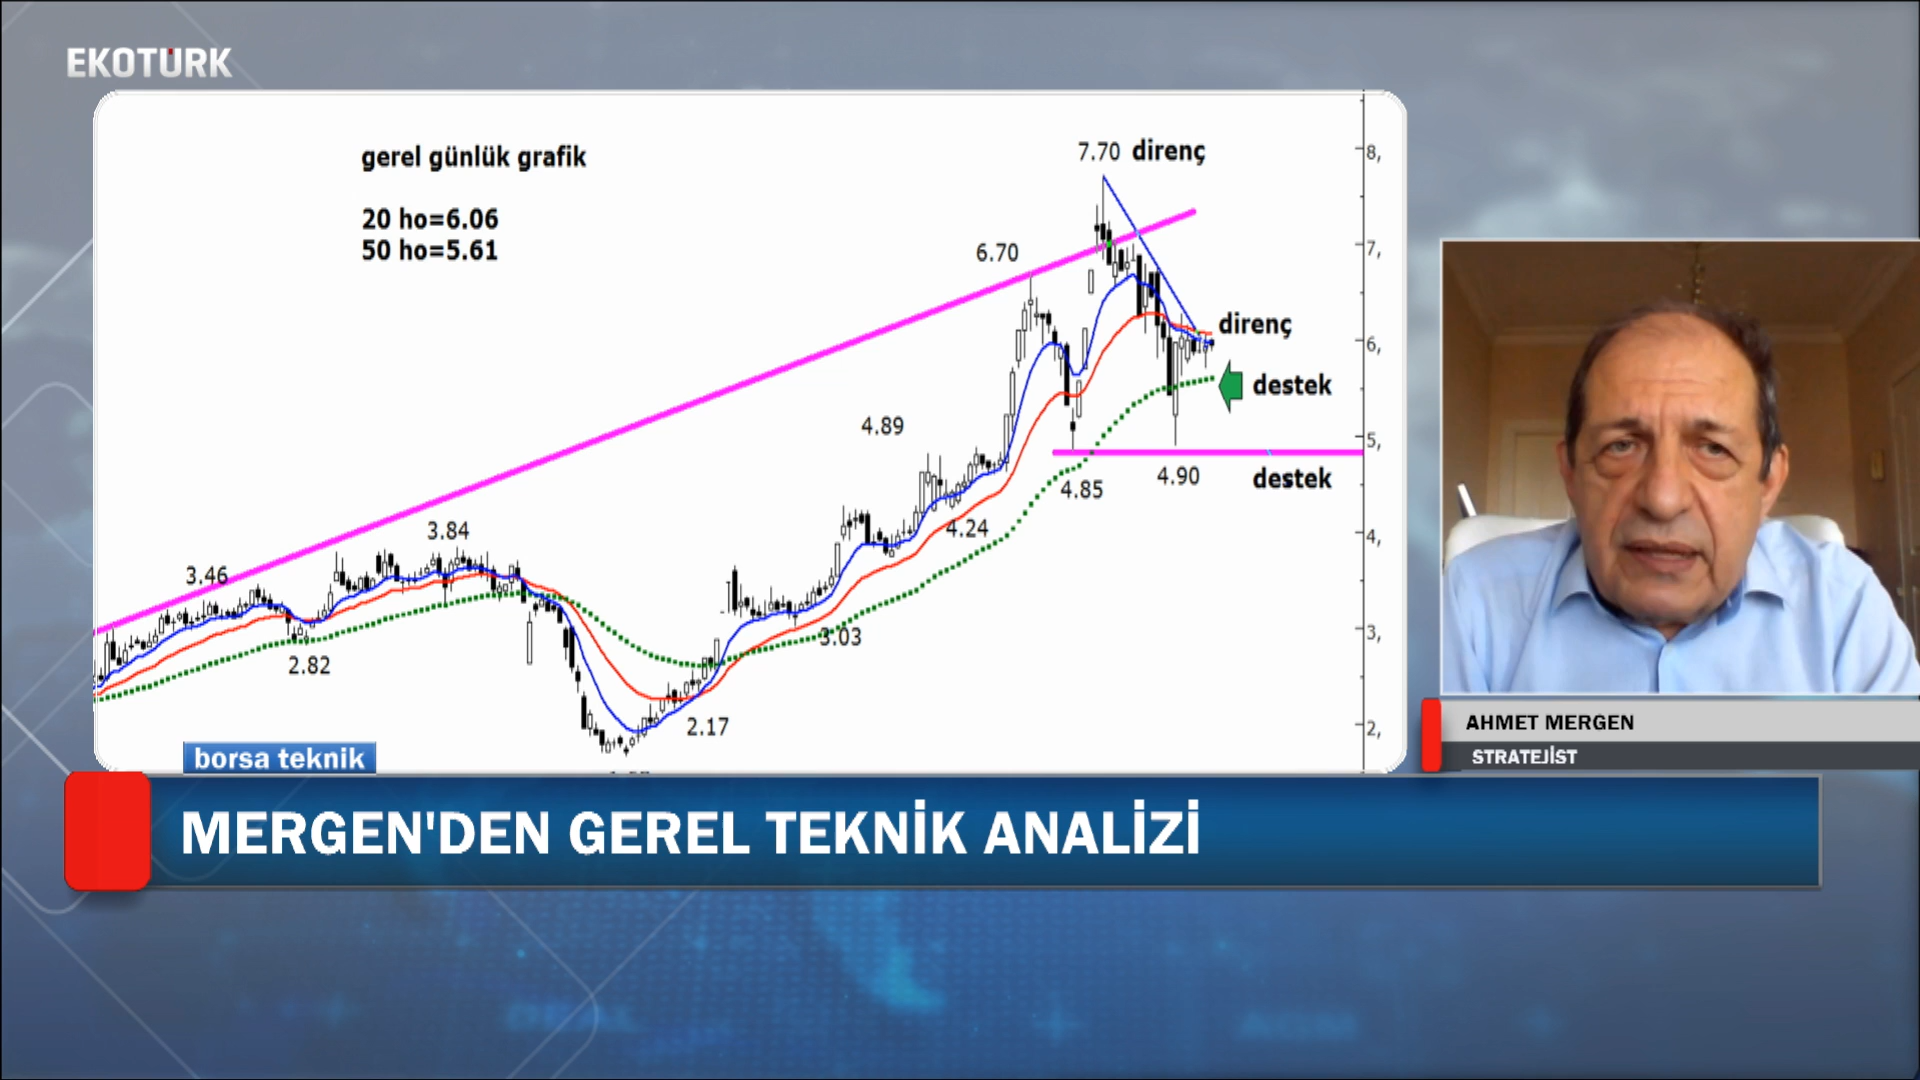 EKOTÜRK
gerel günlük grafik
20 ho=6.06
50 ho=5.61
7.70 direnç
6.70
direnç
destek
4.89
4.85
4.90
destek
4.24
3.84
3.46
3.03
2.82
2.17
8,
7,
6,
5,
4,
3,
2,
borsa teknik
MERGEN'DEN GEREL TEKNİK ANALİZİ
AHMET MERGEN
STRATEJİST